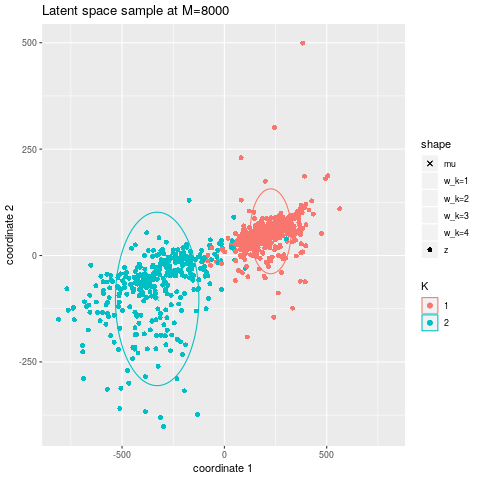 Latent space sample at M=8000
500
250
0
-250
-500
0
500
coordinate 1
coordinate 2
shape
mu
w_k=1
w_k=2
w_k=3
w_k=4
z
K
1
2